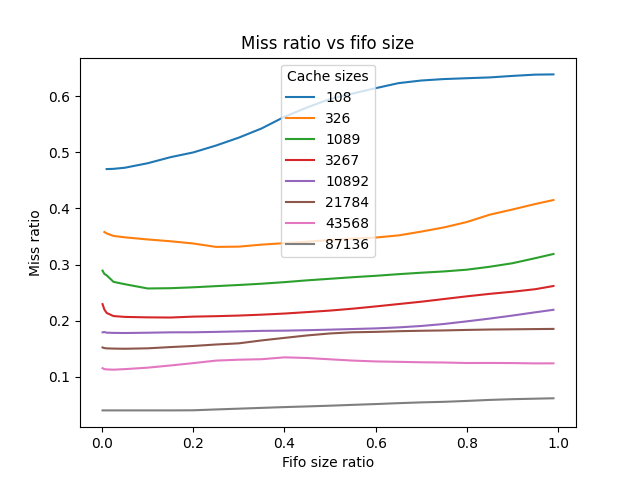 Miss ratio vs fifo size
Cache sizes
108
326
1089
3267
10892
21784
43568
87136
Miss ratio
0.6
0.5
0.4
0.3
0.2
0.1
0.0 0.2 0.4 0.6 0.8 1.0
Fifo size ratio